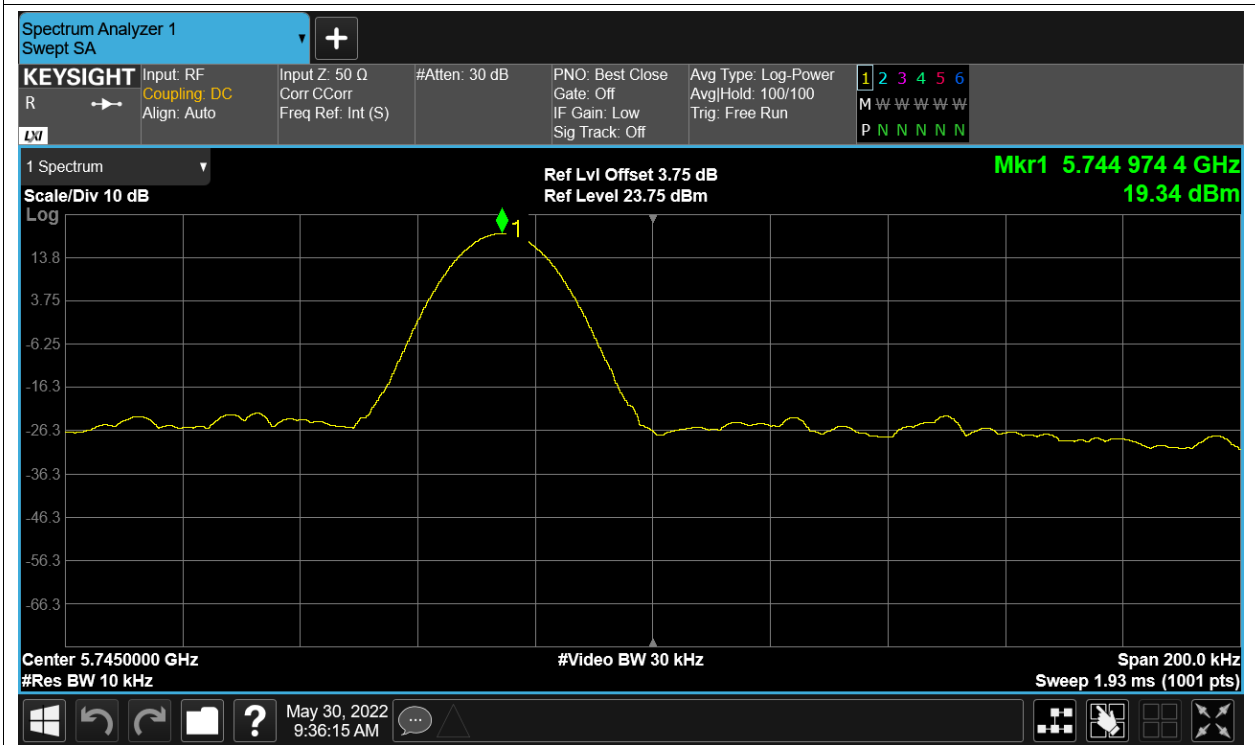 Spectrum Analyzer 1
Swept SA
KEYSIGHT
R
LXI
Input: RF
Coupling: DC
Align: Auto
Input Z: 50 Ω
Corr CCorr
Freq Ref: Int (S)
#Atten: 30 dB
PNO: Best Close
Gate: Off
IF Gain: Low
Sig Track: Off
Avg Type: Log-Power
Avg|Hold: 100/100
Trig: Free Run
1 2 3 4 5 6
M W W W W W
P N N N N N
1 Spectrum
Scale/Div 10 dB
Log
Ref Lvl Offset 3.75 dB
Ref Level 23.75 dBm
Mkr1 5.744 974 4 GHz
19.34 dBm
1
13.8
3.75
-6.25
-16.3
-26.3
-36.3
-46.3
-56.3
-66.3
Center 5.7450000 GHz
#Res BW 10 kHz
#Video BW 30 kHz
Span 200.0 kHz
Sweep 1.93 ms (1001 pts)
?
May 30, 2022
9:36:15 AM